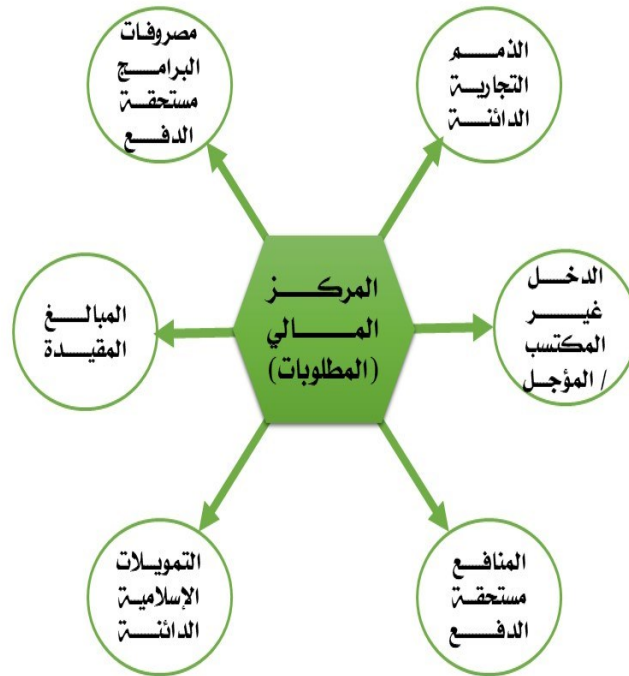 مصروفات
البرامج
مستحقة
الدفع
الذمم
التجارية
الدائنة
المبالغ
المقيدة
المركز
المالي
(المطلوبات)
الدخل
غير
المكتسب
/ المؤجل
التمويلات
الإسلامية
الدائنة
المنافع
مستحقة
الدفع